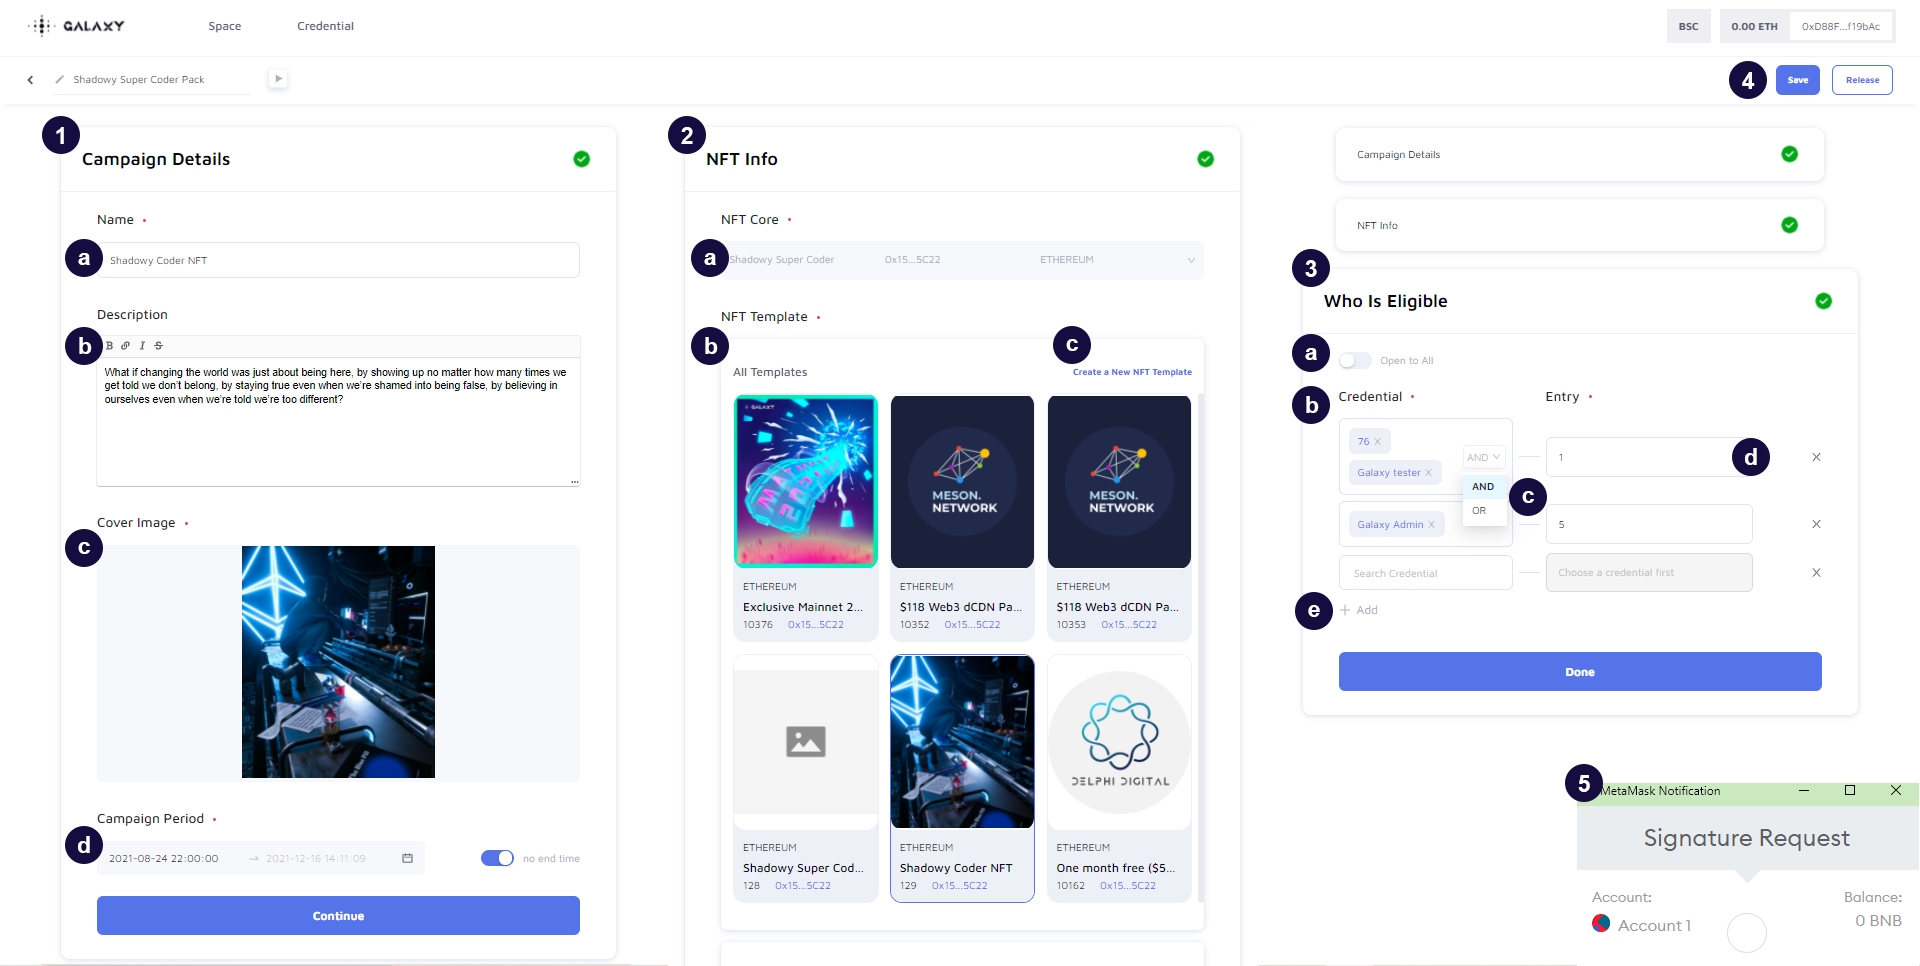 GALAXY
Space
Credential
BSC
0.00 ETH
0xD88F...f19bAc
Shadowy Super Coder Pack
4
Save
Release
1
Campaign Details
Name
a
Shadowy Coder NFT
Description
b
B I S
What if changing the world was just about being here, by showing up no matter how many times we
get told we don't belong, by staying true even when we're shamed into being false, by believing in
ourselves even when we're told we're too different?
Cover Image
c
Campaign Period
d
2021-08-24 22:00:00
2021-12-16 14:11:09
no end time
Continue
2
NFT Info
NFT Core
a
Shadowy Super Coder
0x15...5C22
ETHEREUM
NFT Template
b
c
All Templates
Create a New NFT Template
GALAXY
MESON.
NETWORK
MESON.
NETWORK
ETHEREUM
Exclusive Mainnet 2...
10376 0x15...5C22
ETHEREUM
$118 Web3 dCDN Pa...
10352 0x15...5C22
ETHEREUM
$118 Web3 dCDN Pa...
10353 0x15...5C22
DELPHI DIGITAL
ETHEREUM
Shadowy Super Cod...
128 0x15...5C22
ETHEREUM
Shadowy Coder NFT
129 0x15...5C22
ETHEREUM
One month free ($5...
10162 0x15...5C22
Campaign Details
NFT Info
3
Who Is Eligible
a
Open to All
b
Credential
Entry
76 X
Galaxy tester X
AND
1
d
X
AND
OR
c
Galaxy Admin X
5
X
Search Credential
Choose a credential first
X
e
+ Add
Done
5
MetaMask Notification
Signature Request
Account:
Account 1
Balance:
0 BNB